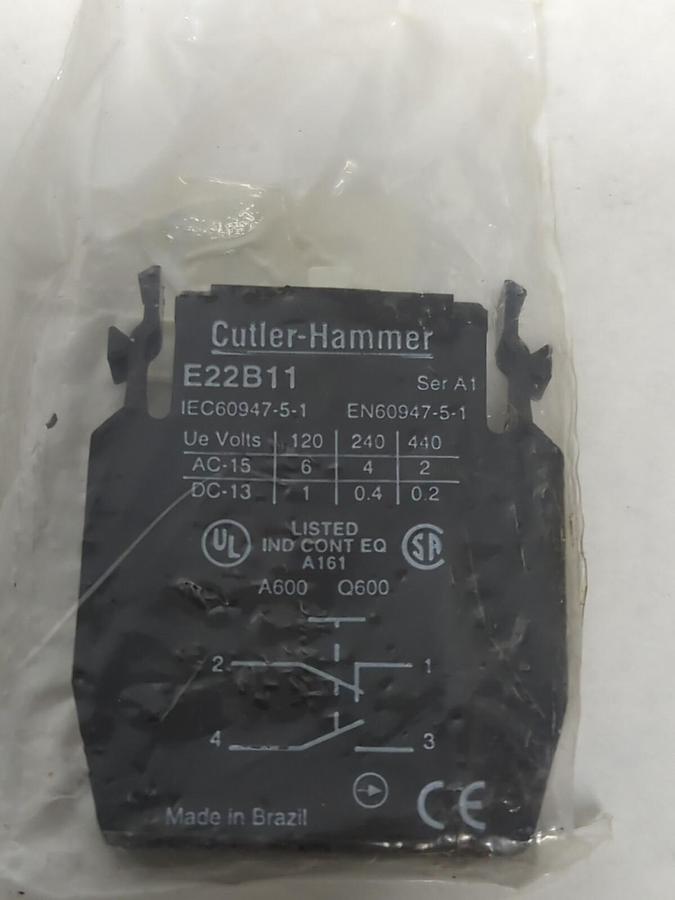 Cutler-Hammer
E22B11 Ser A1
IEC60947-5-1 EN60947-5-1
Ue Volts 120 240 440
AC-15 6 4 2
DC-13 1 0.4 0.2
UL LISTED IND CONT EQ A161 SA
A600 Q600
2 1
4 3
Made in Brazil CE